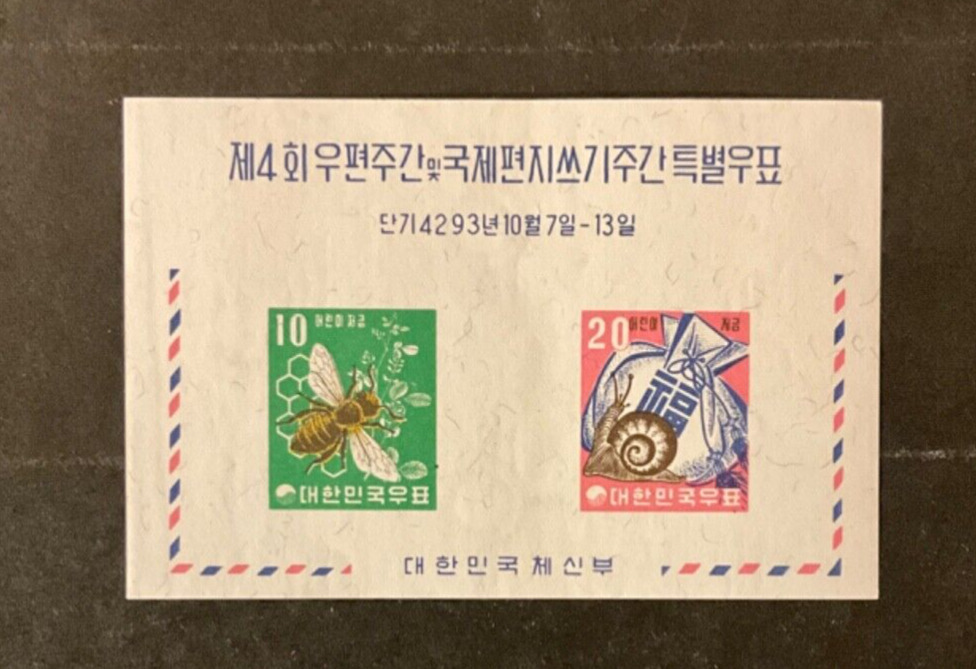 제4회 우편주간 및 국제편지쓰기주간 특별우표
단기 4293년 10월 7일-13일
10 어린이 저금
대한민국우표
20 어린이 저금
福
대한민국우표
대한민국체신부